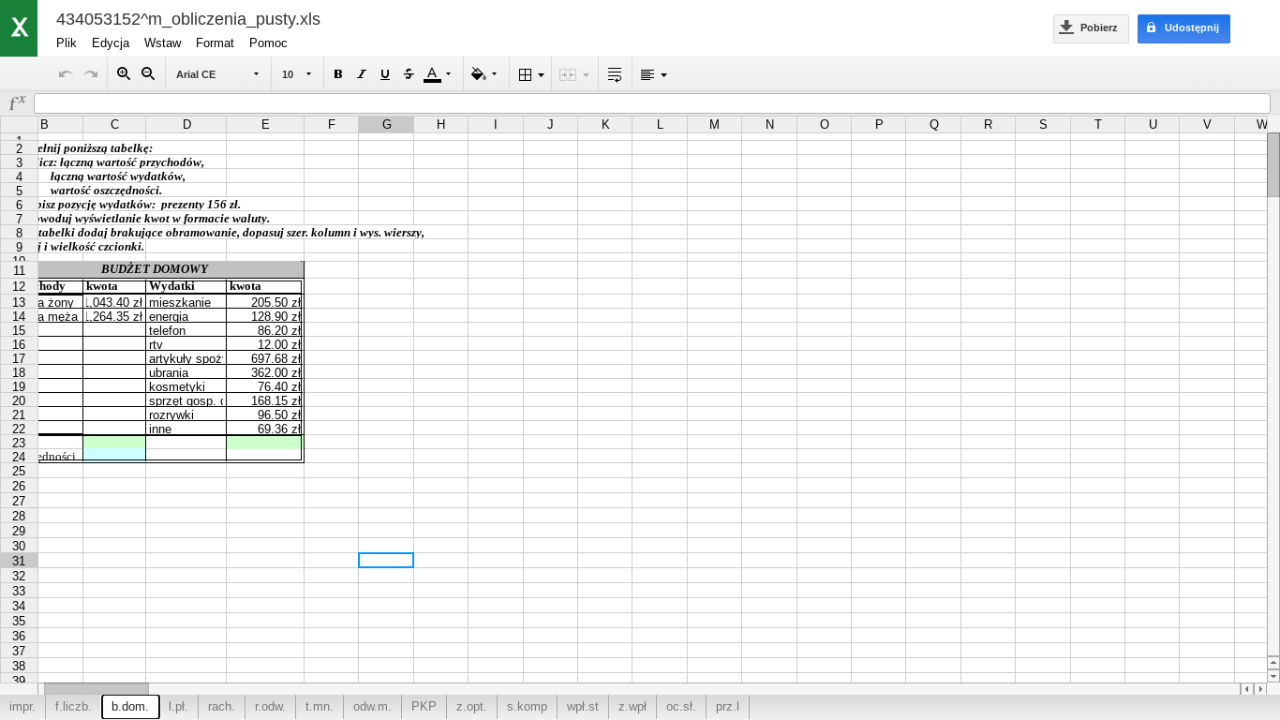 434053152^m_obliczenia_pusty.xls
Plik Edycja Wstaw Format Pomoc
Pobierz Udostępnij
Arial CE 10 B I U S A
fx
B C D E F G H I J K L M N O P Q R S T U V W
1
2 ełnij poniższą tabelkę:
3 licz: łączną wartość przychodów,
4 łączną wartość wydatków,
5 wartość oszczędności.
6 pisz pozycję wydatków: prezenty 156 zł.
7 owoduj wyświetlanie kwot w formacie waluty.
8 tabelki dodaj brakujące obramowanie, dopasuj szer. kolumn i wys. wierszy,
9 j i wielkość czcionki.
10
11 BUDŻET DOMOWY
12 hody kwota Wydatki kwota
13 a żony .,043.40 zł mieszkanie 205.50 zł
14 a męża .,264.35 zł energia 128.90 zł
15 telefon 86.20 zł
16 rtv 12.00 zł
17 artykuły spoż 697.68 zł
18 ubrania 362.00 zł
19 kosmetyki 76.40 zł
20 sprzęt gosp. 168.15 zł
21 rozrywki 96.50 zł
22 inne 69.36 zł
23
24 ędności
25
26
27
28
29
30
31
32
33
34
35
36
37
38
39
impr. f.liczb. b.dom. l.pł. rach. r.odw. t.mn. odw.m. PKP z.opt. s.komp wpł.st z.wpł oc.sł. prz.l